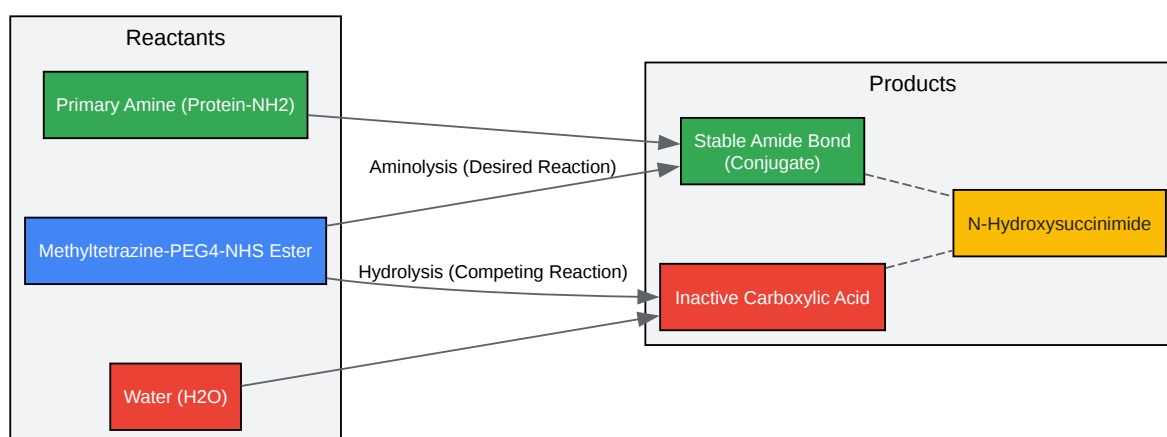 Reactants
Primary Amine (Protein-NH2)
Methyltetrazine-PEG4-NHS Ester
Water (H2O)
Aminolysis (Desired Reaction)
Hydrolysis (Competing Reaction)
Products
Stable Amide Bond
(Conjugate)
Inactive Carboxylic Acid
N-Hydroxysuccinimide